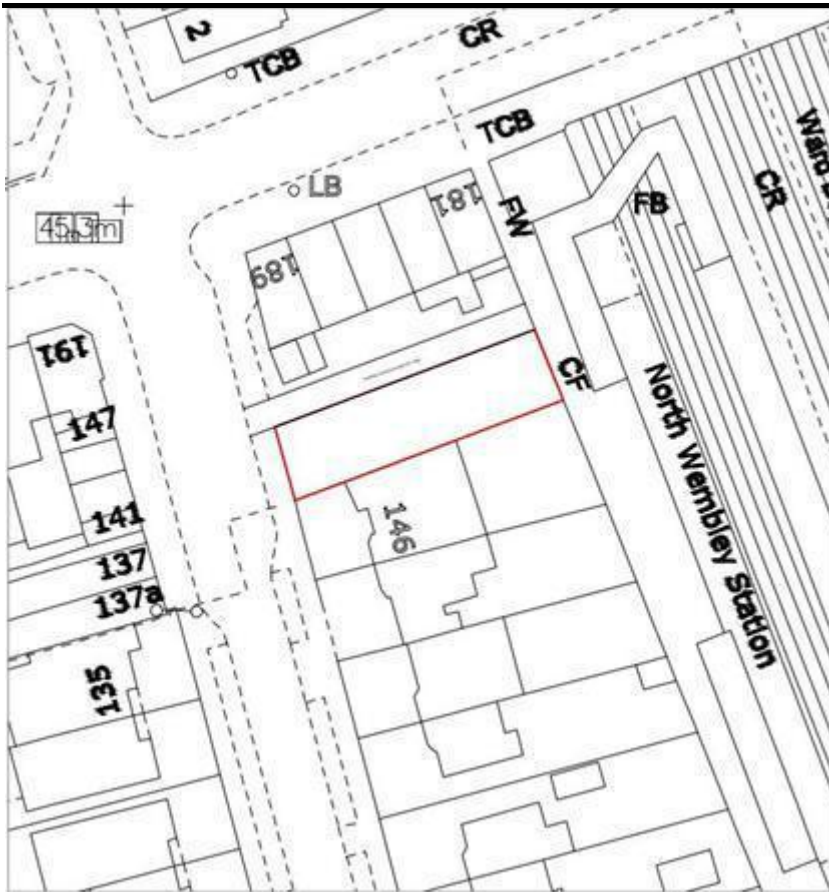 2
TCB
CR
TCB
LB
181
FW
FB
CR
45.3m
189
191
CF
147
North Wembley Station
146
141
137
137a
135